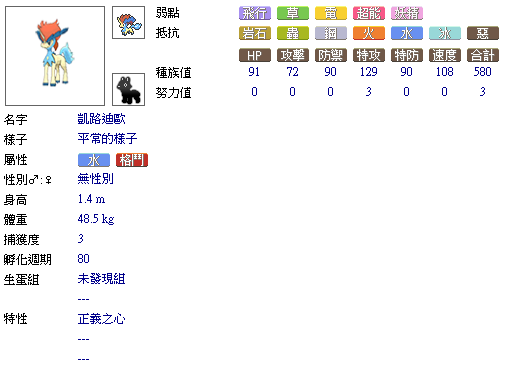 弱點 飛行 草 電 超能 妖精
抵抗 岩石 蟲 鋼 火 水 冰 惡
HP 攻擊 防禦 特攻 特防 速度 合計
種族值 91 72 90 129 90 108 580
努力值 0 0 0 3 0 0 3
名字 凱路迪歐
樣子 平常的樣子
屬性 水 格鬥
性別♂:♀ 無性別
身高 1.4 m
體重 48.5 kg
捕獲度 3
孵化週期 80
生蛋組 未發現組
---
特性 正義之心
---
---